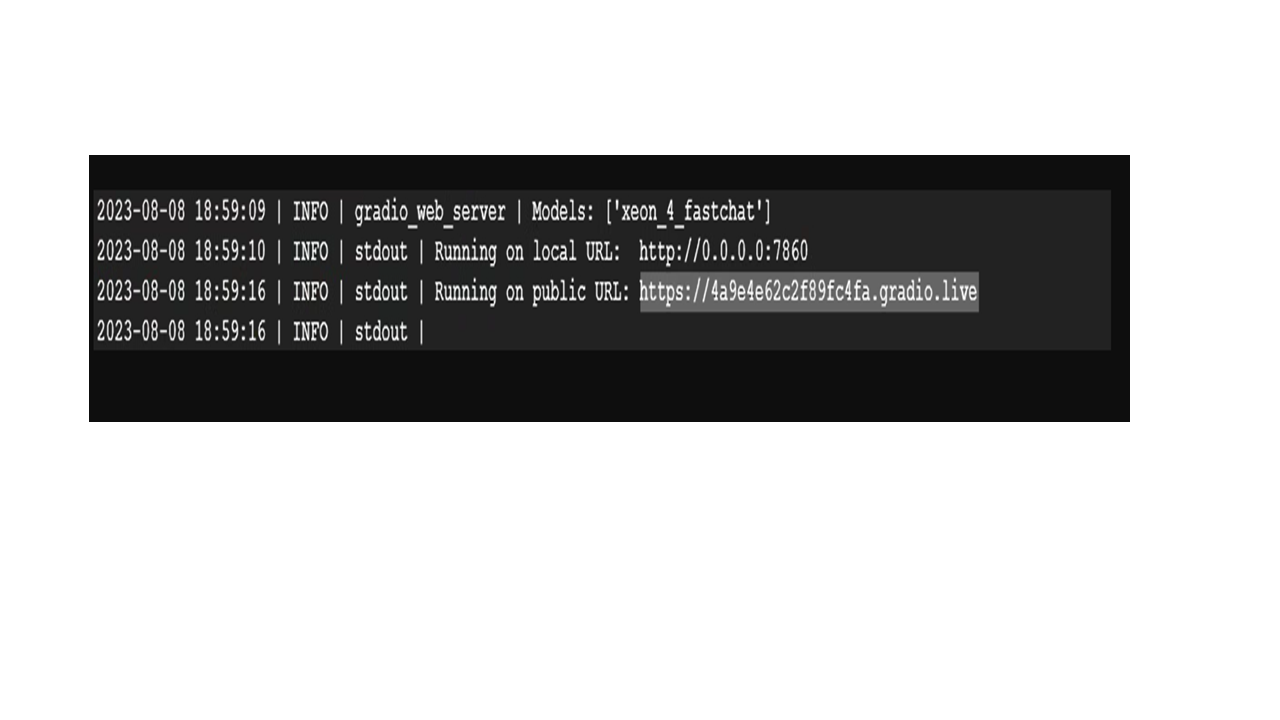 2023-08-08 18:59:09 | INFO | gradio_web_server | Models: ['xeon_4_fastchat']
2023-08-08 18:59:10 | INFO | stdout | Running on local URL:  http://0.0.0.0:7860
2023-08-08 18:59:16 | INFO | stdout | Running on public URL: https://4a9e4e62c2f89fc4fa.gradio.live
2023-08-08 18:59:16 | INFO | stdout |